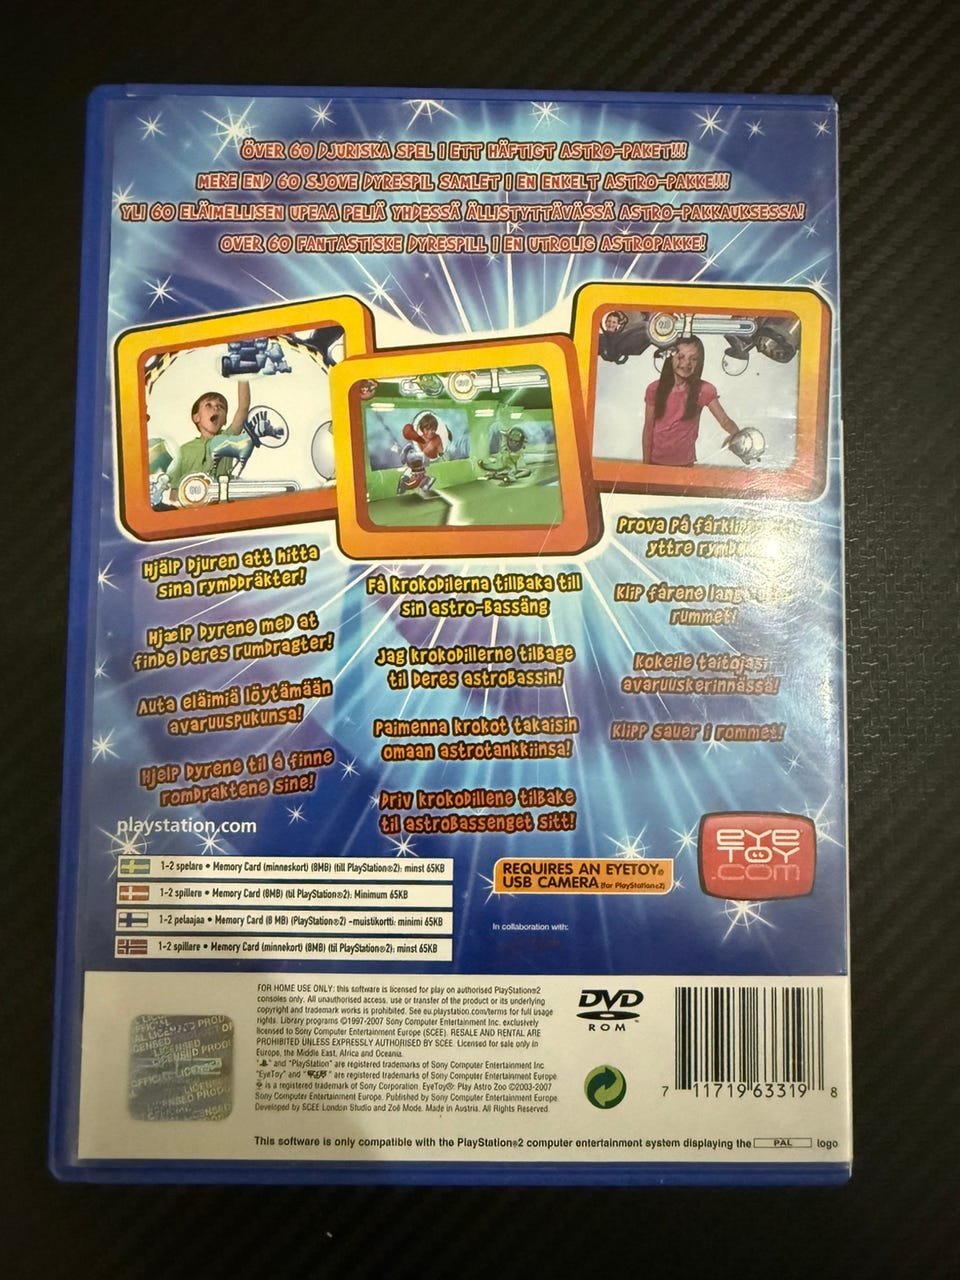 ÖVER 60 DJURISKA SPEL I ETT HÄFTIGT ASTRO-PAKET!!!
MERE END 60 SJOVE DYRESPIL SAMLET I EN ENKELT ASTRO-PAKKE!!!
YLI 60 ELÄIMELLISEN UPEAA PELIÄ YHDESSÄ ÄLLISTYTTÄVÄSSÄ ASTRO-PAKKAUKSESSA!
OVER 60 FANTASTISKE DYRESPILL I EN UTROLIG ASTROPAKKE!
Hjälp djuren att hitta
sina rymddräkter!
Hjælp dyrene med at
finde deres rumdragter!
Auta eläimiä löytämään
avaruuspukunsa!
Hjelp dyrene til å finne
romdraktene sine!
Få krokodilerna tillbaka till
sin astro-bassäng
Jag krokodillerne tilbage
til deres astrobassin!
Paimenna krokot takaisin
omaan astrotankkiinsa!
Driv krokodillene tilbake
til astrobassenget sitt!
Prova på
yttre
Klip fårene
rummet!
Kokeile taitojasi
avaruuskerinnässä!
Klipp sauer i rommet!
playstation.com
1-2 spelare • Memory Card (minneskort) (8MB) (till PlayStation®2): minst 65KB
1-2 spillere • Memory Card (8MB) (til PlayStation®2): Minimum 65KB
1-2 pelaajaa • Memory Card (8 MB) (PlayStation®2) -muistikortti: minimi 65KB
1-2 spillere • Memory Card (minnekort) (8MB) (til PlayStation®2): minst 65KB
REQUIRES AN EYETOY®
USB CAMERA (for PlayStation®2)
EYE
TOY
.COM
In collaboration with:
FOR HOME USE ONLY: this software is licensed for play on authorised PlayStation®2
consoles only. All unauthorised access, use or transfer of the product or its underlying
copyright and trademark works is prohibited. See eu.playstation.com/terms for full usage
rights. Library programs ©1997-2007 Sony Computer Entertainment Inc. exclusively
licensed to Sony Computer Entertainment Europe (SCEE). RESALE AND RENTAL ARE
PROHIBITED UNLESS EXPRESSLY AUTHORISED BY SCEE. Licensed for sale only in
Europe, the Middle East, Africa and Oceania.
" " and "PlayStation" are registered trademarks of Sony Computer Entertainment Inc.
"EyeToy" and " " are registered trademarks of Sony Computer Entertainment Europe.
is a registered trademark of Sony Corporation. EyeToy®: Play Astro Zoo ©2003-2007
Sony Computer Entertainment Europe. Published by Sony Computer Entertainment Europe.
Developed by SCEE London Studio and Zoë Mode. Made in Austria. All Rights Reserved.
DVD
ROM
7 11719 63319 8
This software is only compatible with the PlayStation®2 computer entertainment system displaying the PAL logo